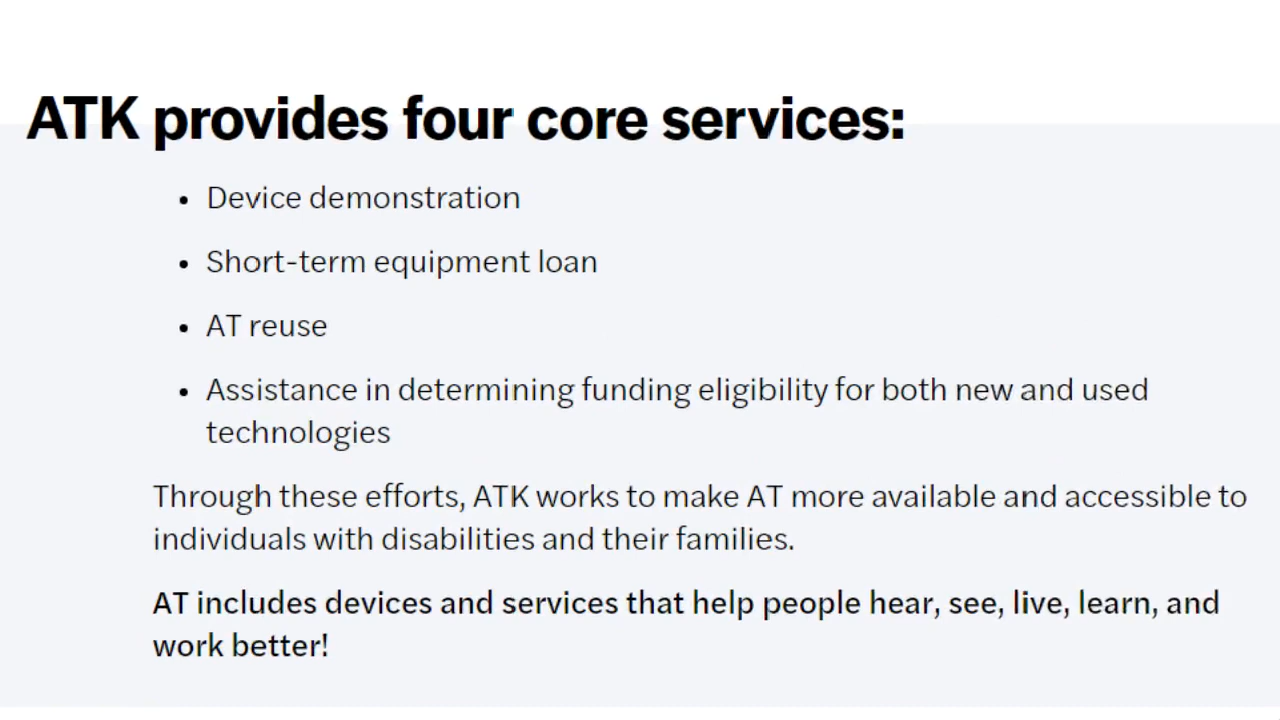 ATK provides four core services:
• Device demonstration
• Short-term equipment loan
• AT reuse
• Assistance in determining funding eligibility for both new and used
technologies
Through these efforts, ATK works to make AT more available and accessible to
individuals with disabilities and their families.
AT includes devices and services that help people hear, see, live, learn, and
work better!